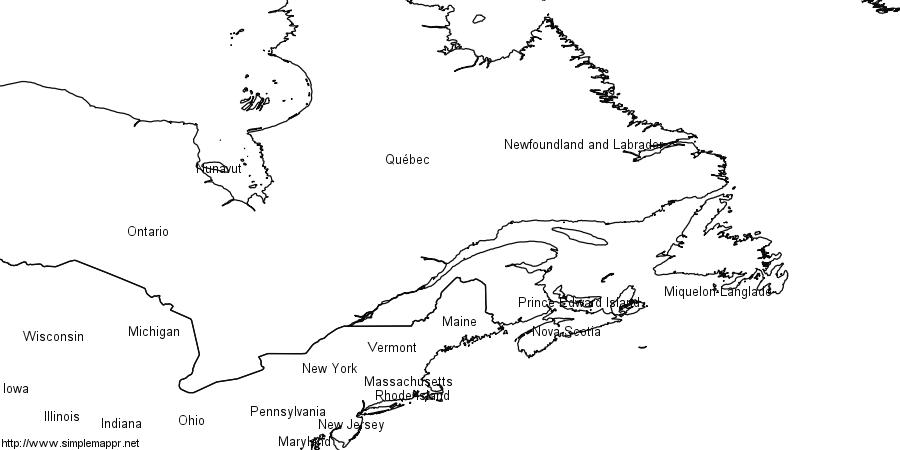 Newfoundland and Labrador
Québec
Nunavut
Ontario
Miquelon-Langlade
Prince Edward Island
Maine
Nova Scotia
Michigan
Wisconsin
Vermont
New York
Massachusetts
Iowa
Rhode Island
Pennsylvania
Illinois
Ohio
Indiana
New Jersey
Maryland
http://www.simplemappr.net